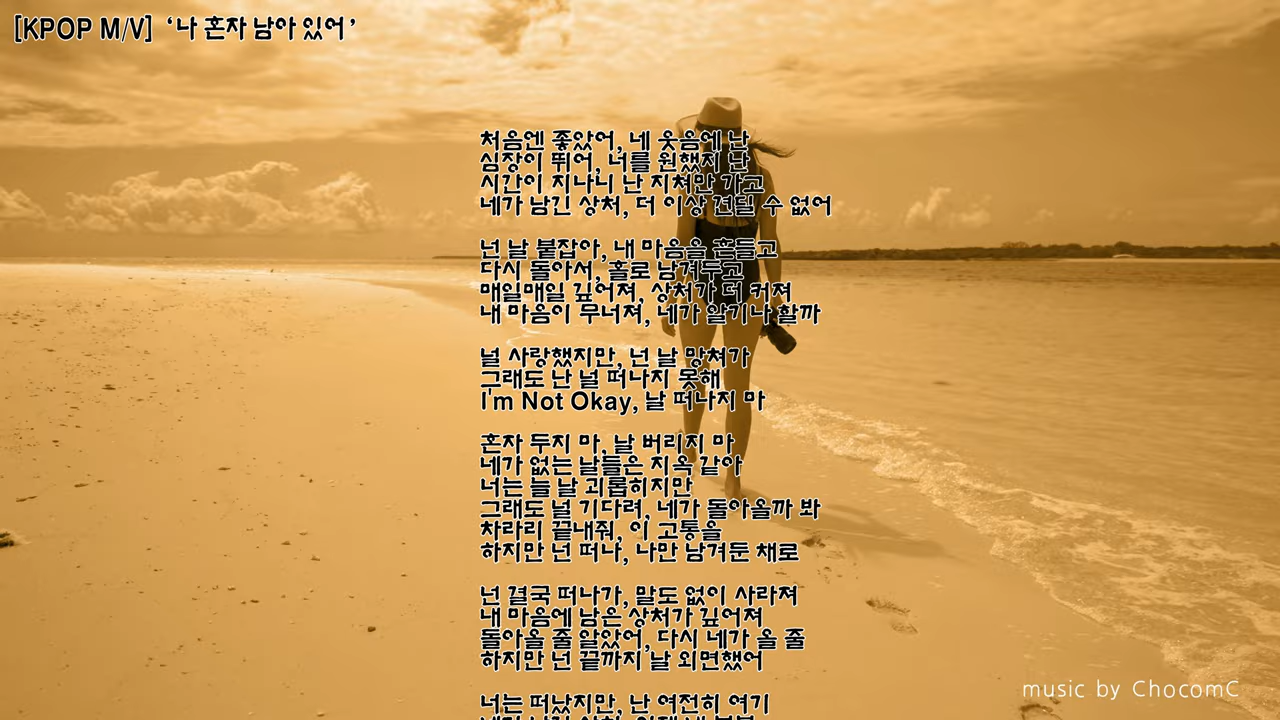 [KPOP M/V] ‘나 혼자 남아 있어’
처음엔 좋았어, 네 웃음에 난
심장이 뛰어, 너를 원했지 난
시간이 지나니 난 지쳐만 가고
네가 남긴 상처, 더 이상 견딜 수 없어
넌 날 붙잡아, 내 마음을 흔들고
다시 돌아서, 홀로 남겨두고
매일매일 깊어져, 상처가 더 커져
내 마음이 무너져, 네가 알기나 할까
널 사랑했지만, 넌 날 망쳐가
그래도 난 널 떠나지 못해
I'm Not Okay, 날 떠나지 마
혼자 두지 마, 날 버리지 마
네가 없는 날들은 지옥 같아
너는 늘 날 괴롭히지만
그래도 널 기다려, 네가 돌아올까 봐
차라리 끝내줘, 이 고통을
하지만 넌 떠나, 나만 남겨둔 채로
넌 결국 떠나가, 말도 없이 사라져
내 마음에 남은 상처가 깊어져
돌아올 줄 알았어, 다시 네가 올 줄
하지만 넌 끝까지 날 외면했어
너는 떠났지만, 난 여전히 여기
music by ChocomC